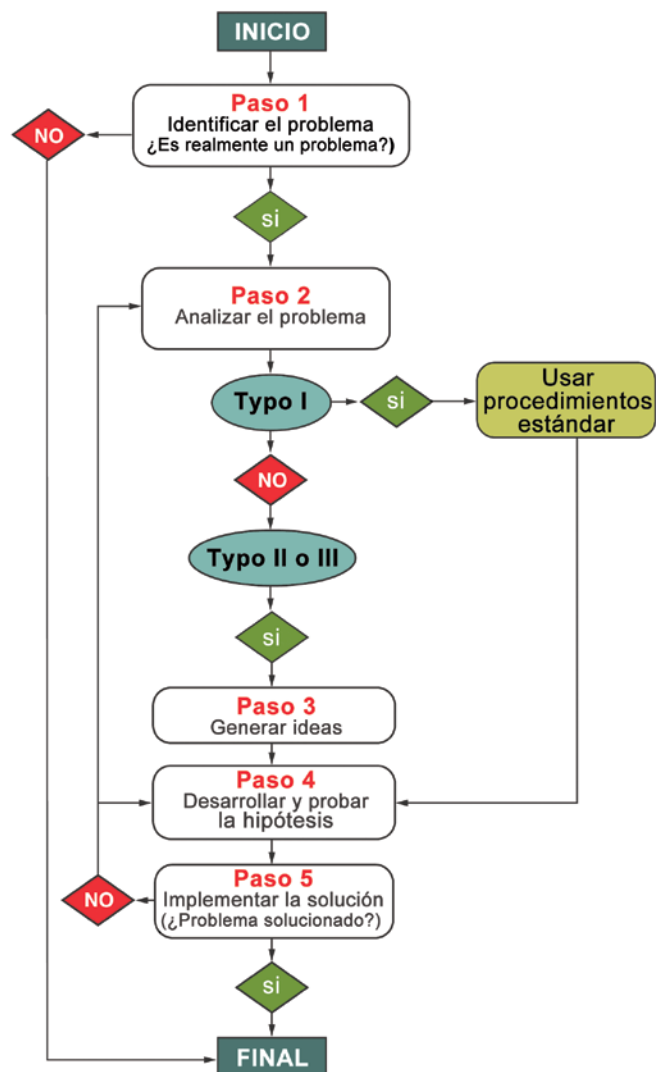 INICIO
Paso 1
Identificar el problema
¿Es realmente un problema?)
NO
si
Paso 2
Analizar el problema
Typo I
si
Usar
procedimientos
estándar
NO
Typo II o III
si
Paso 3
Generar ideas
Paso 4
Desarrollar y probar
la hipótesis
Paso 5
Implementar la solución
(¿Problema solucionado?)
NO
si
FINAL